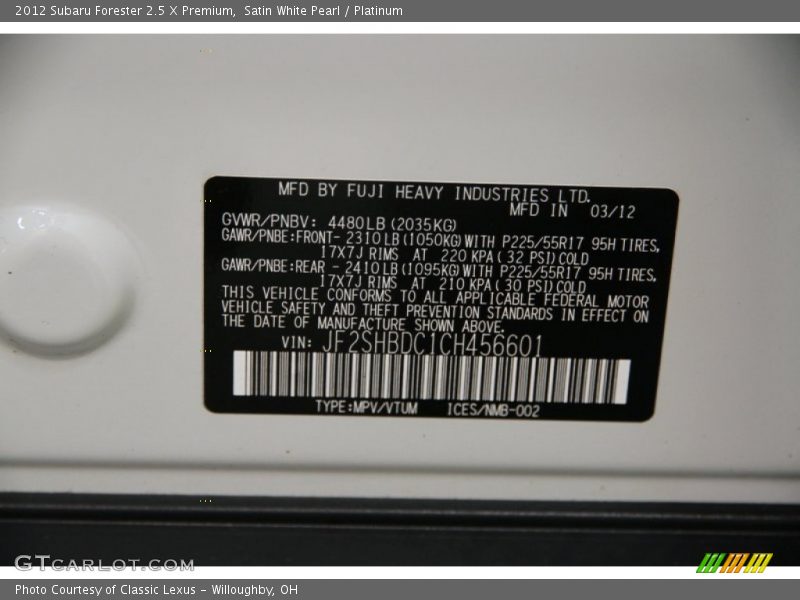 2012 Subaru Forester 2.5 X Premium, Satin White Pearl / Platinum
MFD BY FUJI HEAVY INDUSTRIES LTD.
MFD IN 03/12
GVWR/PNBV: 4480LB (2035KG)
GAWR/PNBE:FRONT- 2310LB (1050KG) WITH P225/55R17 95H TIRES,
17X7J RIMS AT 220 KPA ( 32 PSI) COLD
GAWR/PNBE:REAR - 2410LB (1095KG) WITH P225/55R17 95H TIRES,
17X7J RIMS AT 210 KPA ( 30 PSI) COLD
THIS VEHICLE CONFORMS TO ALL APPLICABLE FEDERAL MOTOR
VEHICLE SAFETY AND THEFT PREVENTION STANDARDS IN EFFECT ON
THE DATE OF MANUFACTURE SHOWN ABOVE.
VIN: JF2SHBDC1CH456601
TYPE:MPV/VTUM ICES/NMB-002
GTCARLOT.COM
Photo Courtesy of Classic Lexus - Willoughby, OH